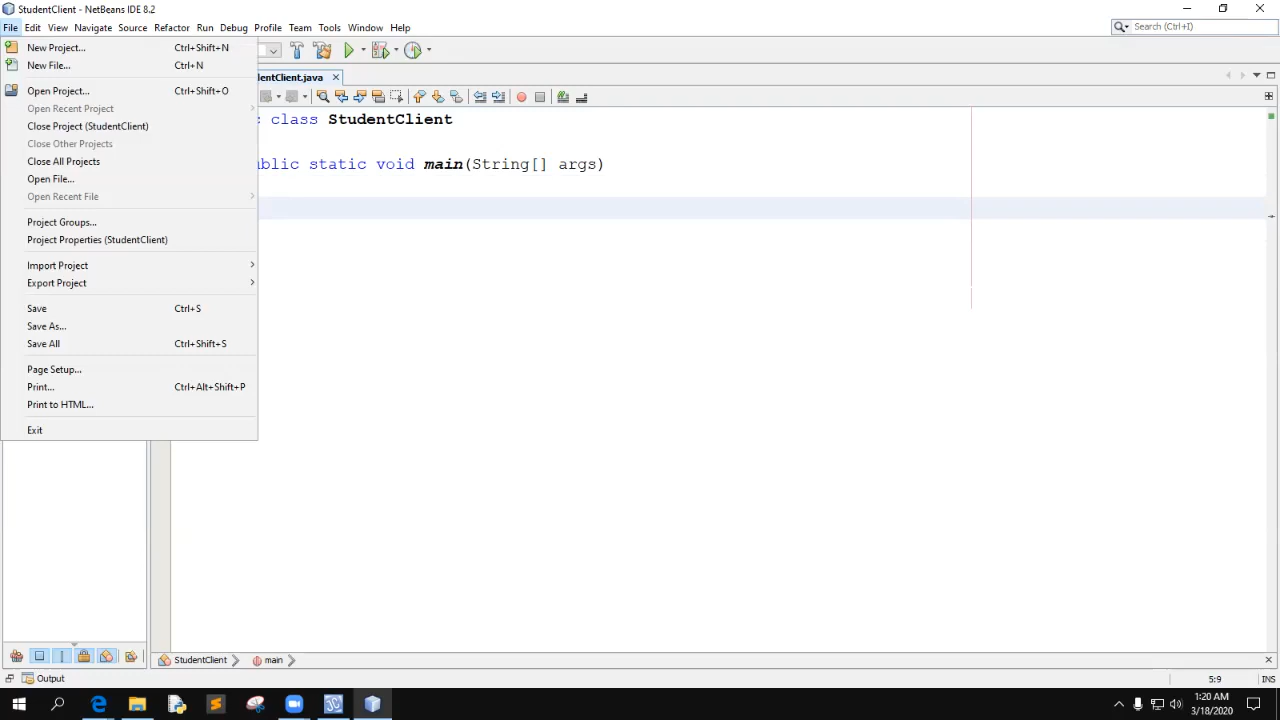 StudentClient - NetBeans IDE 8.2
File Edit View Navigate Source Refactor Run Debug Profile Team Tools Window Help
Search (Ctrl+I)
New Project... Ctrl+Shift+N
New File... Ctrl+N
Open Project... Ctrl+Shift+O
Open Recent Project
Close Project (StudentClient)
Close Other Projects
Close All Projects
Open File...
Open Recent File
Project Groups...
Project Properties (StudentClient)
Import Project
Export Project
Save Ctrl+S
Save As...
Save All Ctrl+Shift+S
Page Setup...
Print... Ctrl+Alt+Shift+P
Print to HTML...
Exit
dentClient.java
class StudentClient
ublic static void main(String[] args)
StudentClient main
Output
5:9 INS
1:20 AM
3/18/2020